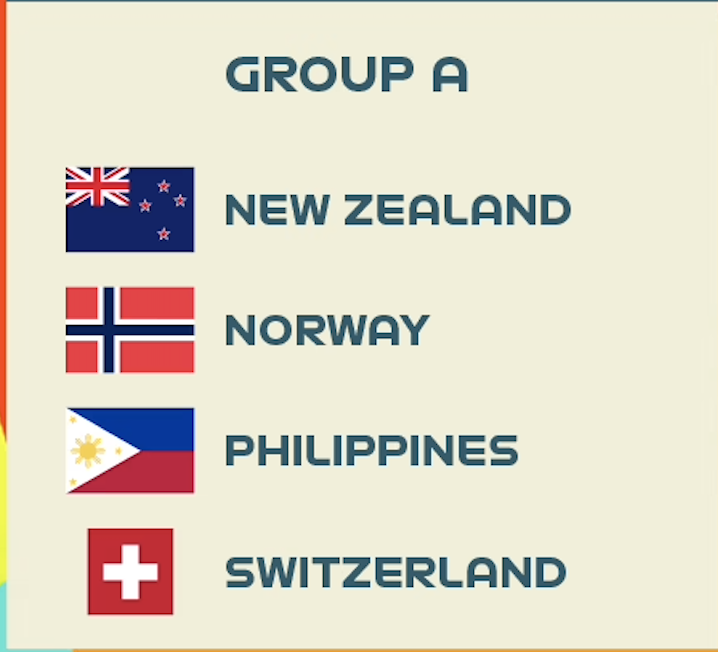 GROUP A
NEW ZEALAND
NORWAY
PHILIPPINES
SWITZERLAND